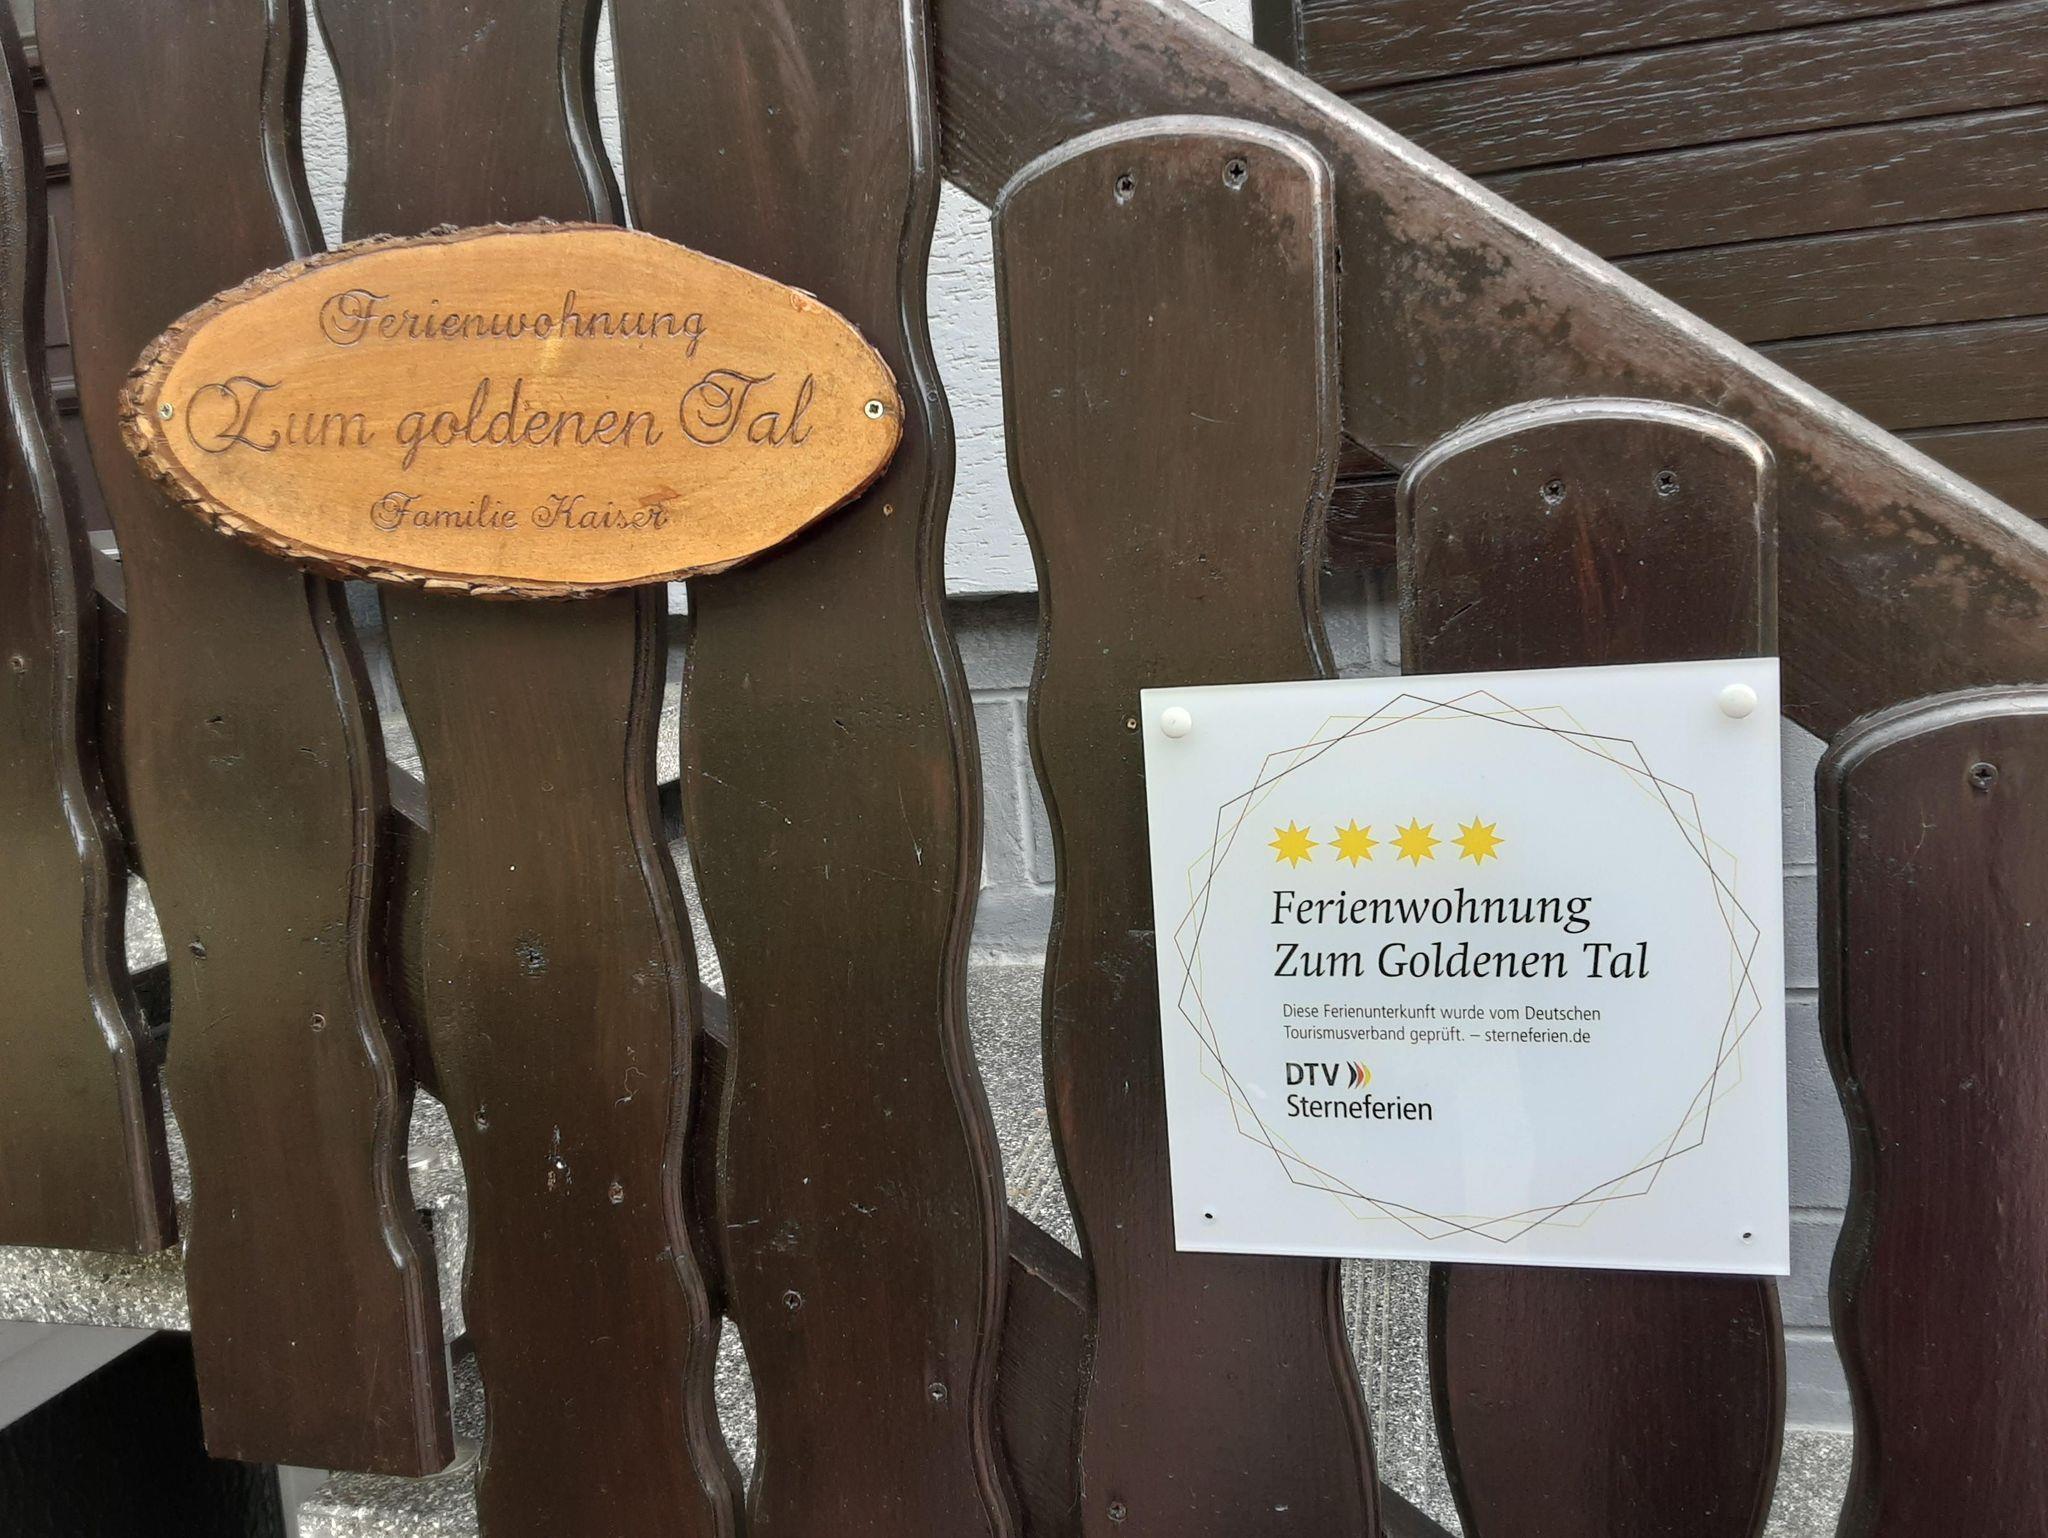 Ferienwohnung
Zum goldenen Tal
Familie Kaiser
Ferienwohnung
Zum Goldenen Tal
Diese Ferienunterkunft wurde vom Deutschen
Tourismusverband geprüft. – sterneferien.de
DTV
Sterneferien